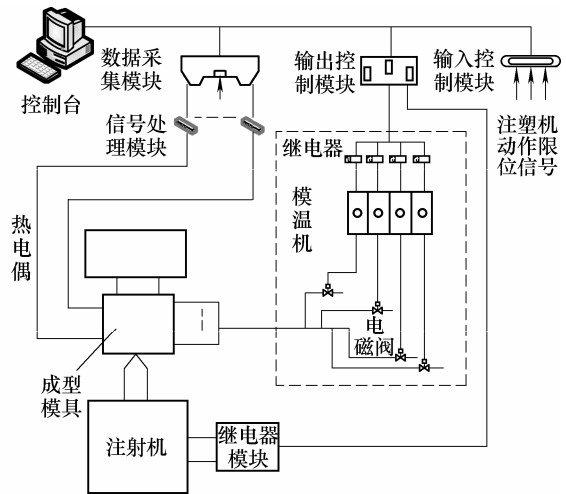 数据采
集模块
输出控
制模块
输入控
制模块
控制台
信号处
理模块
注塑机
动作限
位信号
继电器
模
温
机
热
电
偶
电
磁阀
成型
模具
注射机
继电器
模块